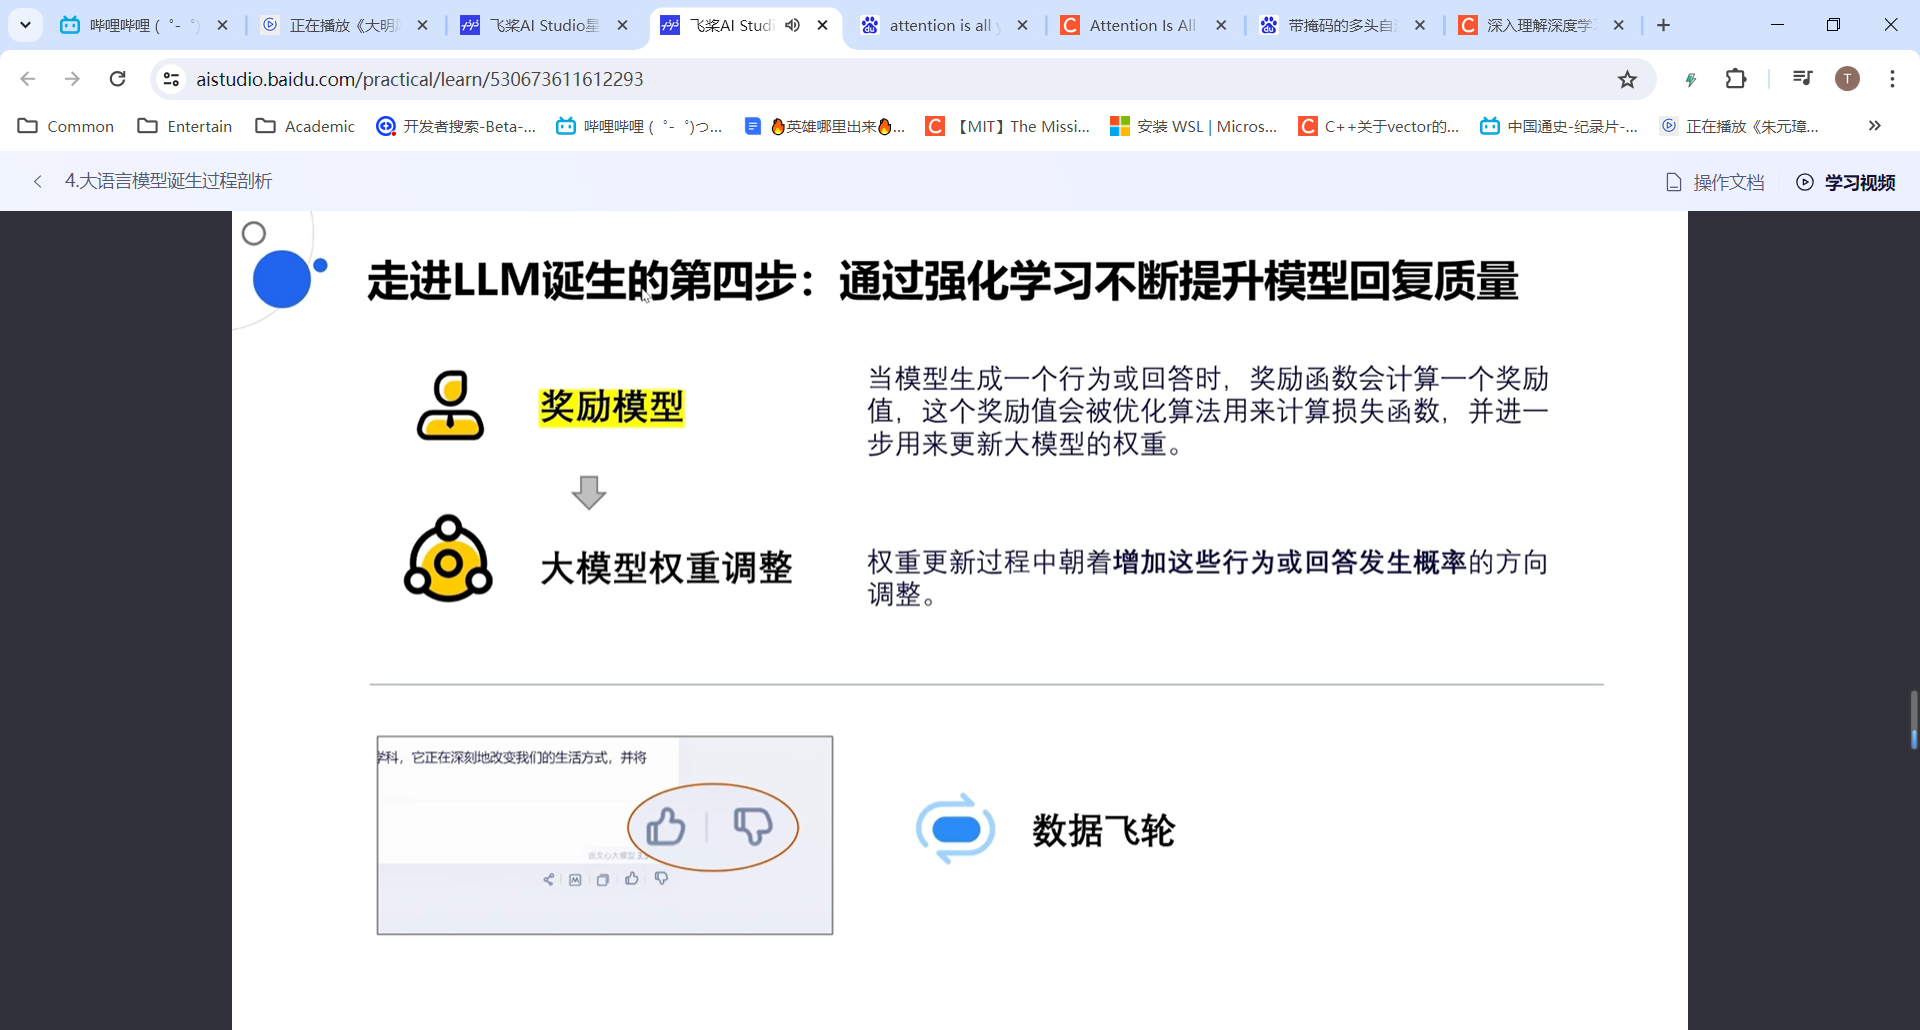 哔哩哔哩 ( ゜- ゜)
正在播放《大明
飞桨AI Studio星
飞桨AI Studi
attention is all y
Attention Is All
带掩码的多头自
深入理解深度学
aistudio.baidu.com/practical/learn/530673611612293
T
Common
Entertain
Academic
开发者搜索-Beta-...
哔哩哔哩 ( ゜- ゜)つ...
🔥英雄哪里出来🔥...
【MIT】The Missi...
安装 WSL | Micros...
C++关于vector的...
中国通史-纪录片-...
正在播放《朱元璋...
4.大语言模型诞生过程剖析
操作文档
学习视频
走进LLM诞生的第四步：通过强化学习不断提升模型回复质量
奖励模型
当模型生成一个行为或回答时，奖励函数会计算一个奖励
值，这个奖励值会被优化算法用来计算损失函数，并进一
步用来更新大模型的权重。
大模型权重调整
权重更新过程中朝着增加这些行为或回答发生概率的方向
调整。
学科，它正在深刻地改变我们的生活方式，并将
由文心大模型
数据飞轮